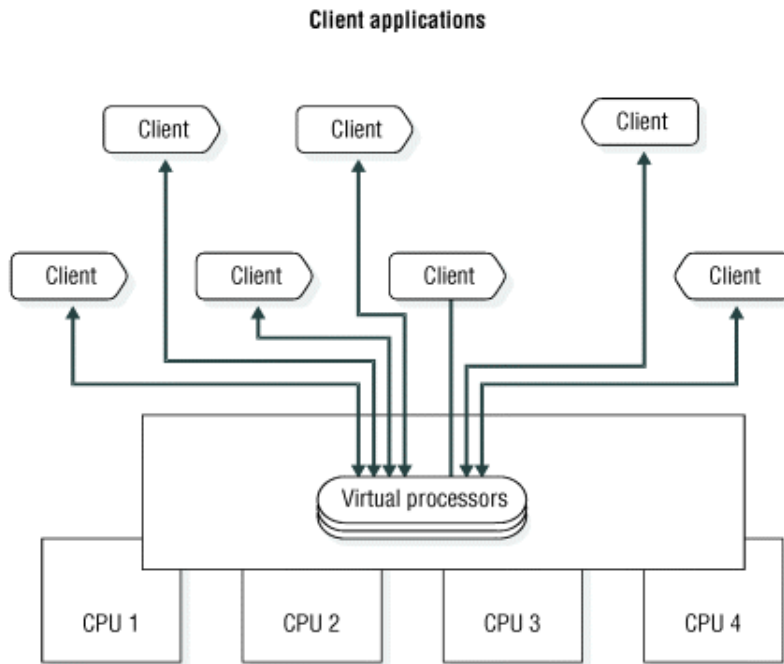 Client applications
Client
Client
Client
Client
Client
Client
Client
Virtual processors
CPU 1
CPU 2
CPU 3
CPU 4